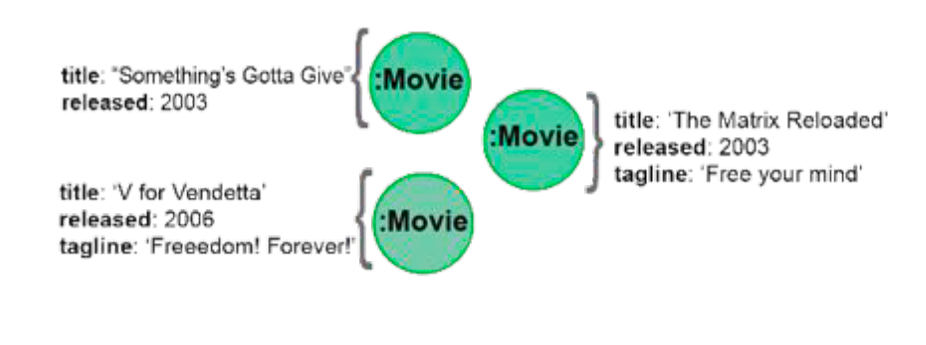 title: "Something's Gotta Give"
released: 2003
:Movie
:Movie
title: 'The Matrix Reloaded'
released: 2003
tagline: 'Free your mind'
title: 'V for Vendetta'
released: 2006
tagline: 'Freeedom! Forever!'
:Movie